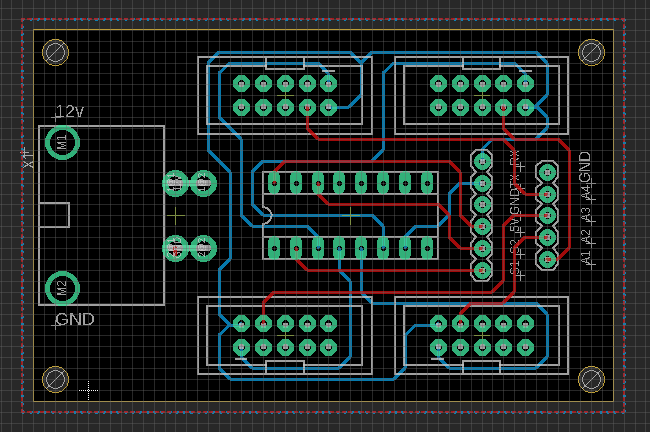 12V
M1
X1
M2
GND
S1 S2 5V GND TX RX
A1 A2 A3 A4 GND